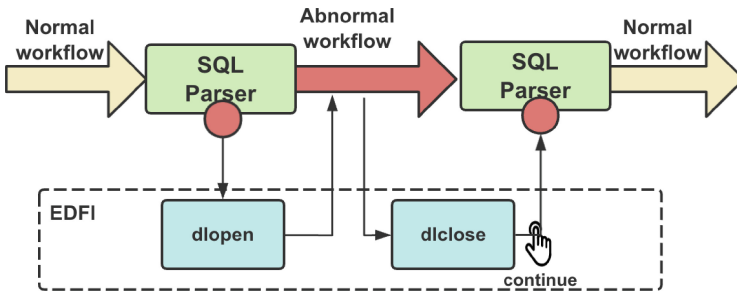 Normal
workflow
SQL
Parser
Abnormal
workflow
SQL
Parser
Normal
workflow
EDFI
dlopen
dlclose
continue